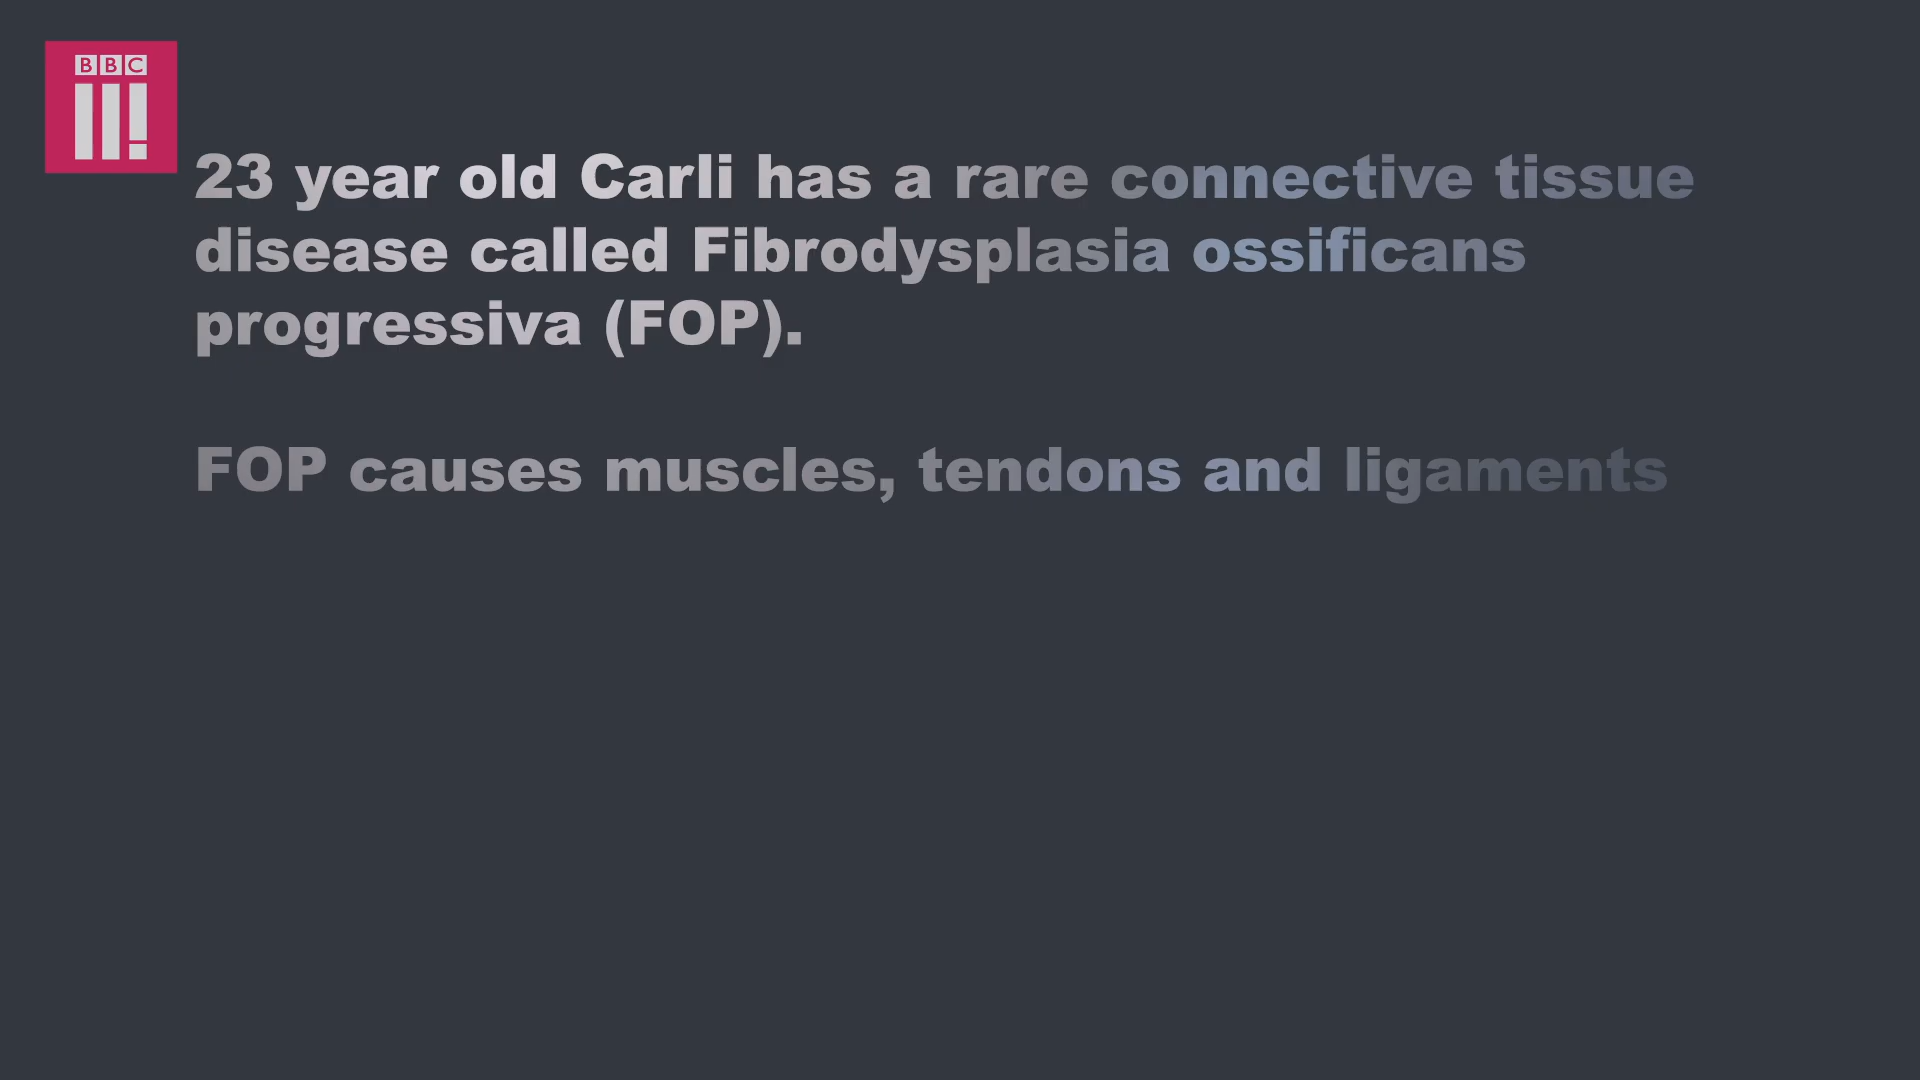 BBC
23 year old Carli has a rare connective tissue
disease called Fibrodysplasia ossificans
progressiva (FOP).
FOP causes muscles, tendons and ligaments